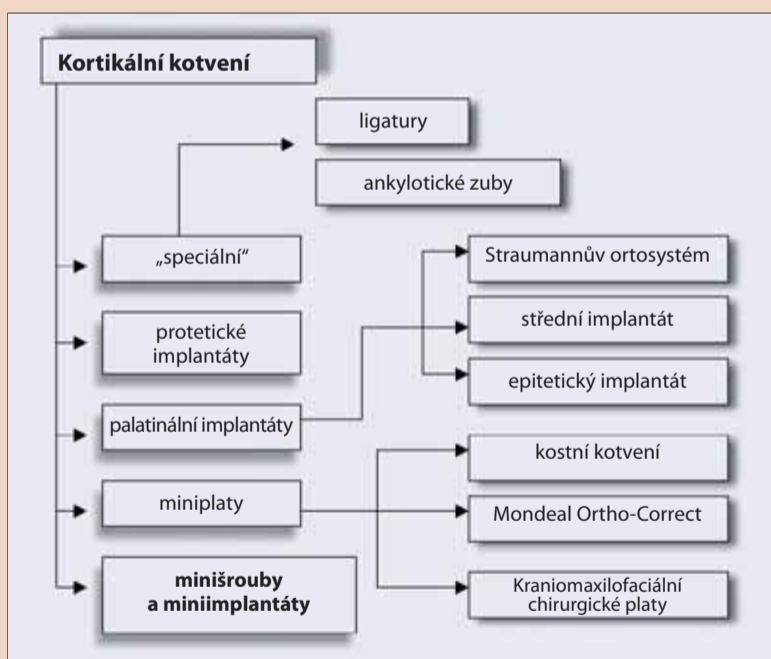 Kortikální kotvení
ligatury
ankylotické zuby
„speciální“
protetické
implantáty
palatinální implantáty
miniplaty
minišrouby
a miniimplantáty
Straumannův ortosystém
střední implantát
epitetický implantát
kostní kotvení
Mondeal Ortho-Correct
Kraniomaxilofaciální
chirurgické platy